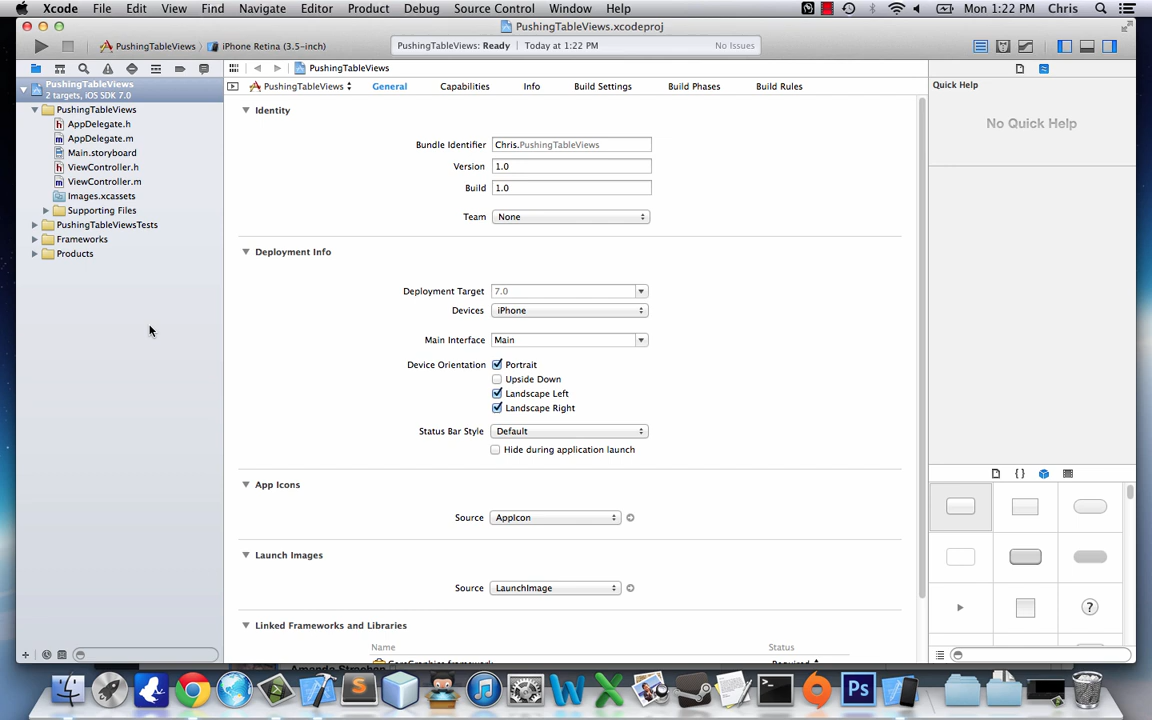 Xcode File Edit View Find Navigate Editor Product Debug Source Control Window Help Mon 1:22 PM Chris
PushingTableViews.xcodeproj
PushingTableViews iPhone Retina (3.5-inch) PushingTableViews: Ready Today at 1:22 PM No Issues
PushingTableViews
PushingTableViews
2 targets, iOS SDK 7.0
PushingTableViews
AppDelegate.h
AppDelegate.m
Main.storyboard
ViewController.h
ViewController.m
Images.xcassets
Supporting Files
PushingTableViewsTests
Frameworks
Products
PushingTableViews General Capabilities Info Build Settings Build Phases Build Rules
Identity
Bundle Identifier Chris.PushingTableViews
Version 1.0
Build 1.0
Team None
Deployment Info
Deployment Target 7.0
Devices iPhone
Main Interface Main
Device Orientation Portrait
Upside Down
Landscape Left
Landscape Right
Status Bar Style Default
Hide during application launch
App Icons
Source AppIcon
Launch Images
Source LaunchImage
Linked Frameworks and Libraries
Name Status
Quick Help
No Quick Help
Ps